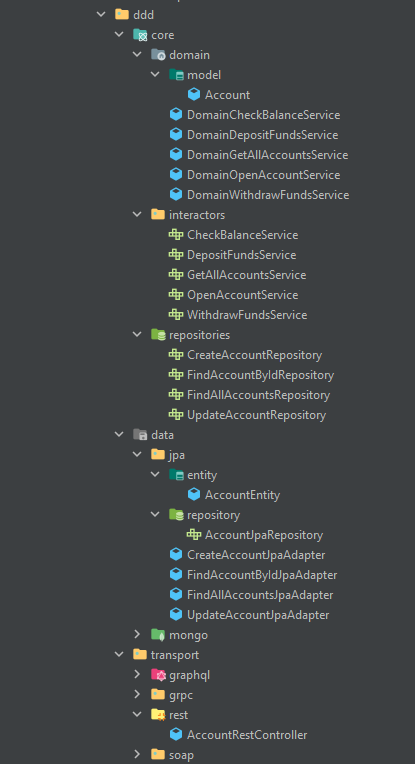 ddd
core
domain
model
Account
DomainCheckBalanceService
DomainDepositFundsService
DomainGetAllAccountsService
DomainOpenAccountService
DomainWithdrawFundsService
interactors
CheckBalanceService
DepositFundsService
GetAllAccountsService
OpenAccountService
WithdrawFundsService
repositories
CreateAccountRepository
FindAccountByIdRepository
FindAllAccountsRepository
UpdateAccountRepository
data
jpa
entity
AccountEntity
repository
AccountJpaRepository
CreateAccountJpaAdapter
FindAccountByIdJpaAdapter
FindAllAccountsJpaAdapter
UpdateAccountJpaAdapter
mongo
transport
graphql
grpc
rest
AccountRestController
soap